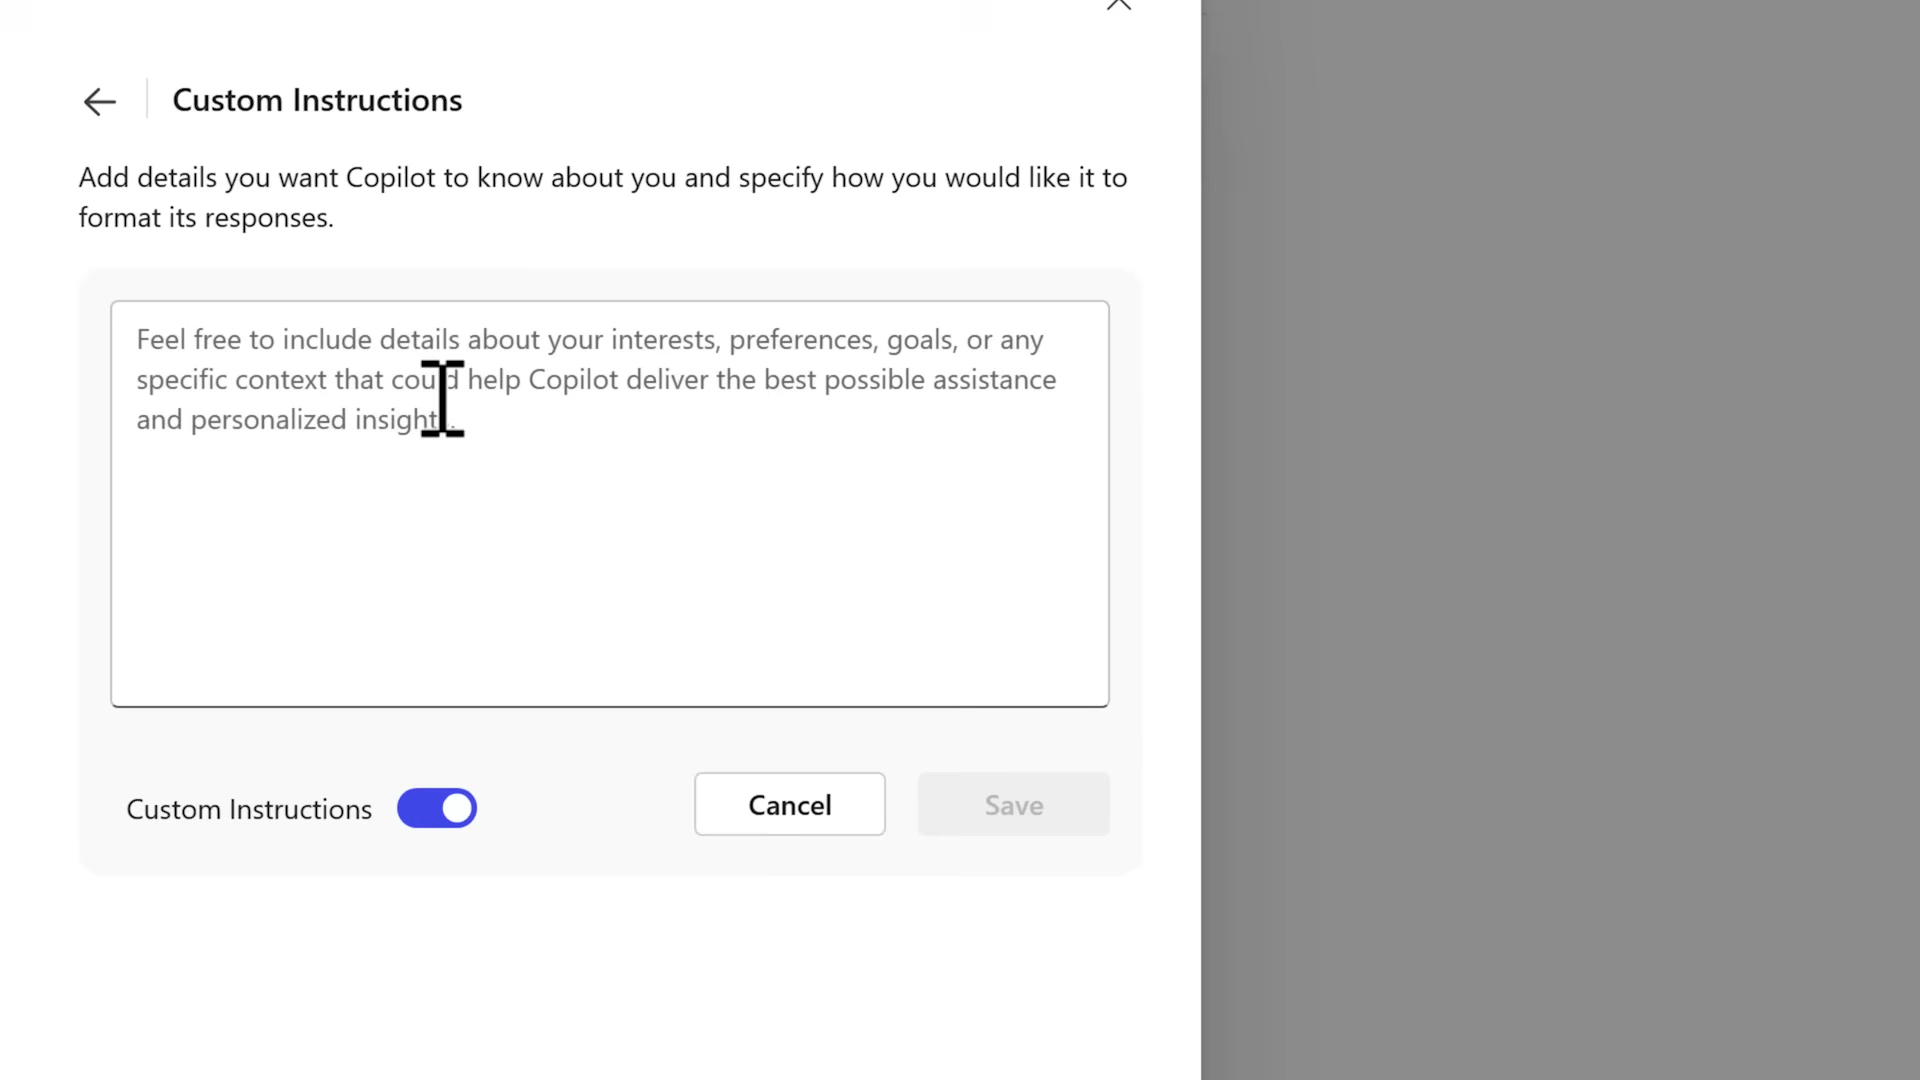 Custom Instructions
Add details you want Copilot to know about you and specify how you would like it to
format its responses.
Feel free to include details about your interests, preferences, goals, or any
specific context that could help Copilot deliver the best possible assistance
and personalized insights.
Custom Instructions
Cancel
Save